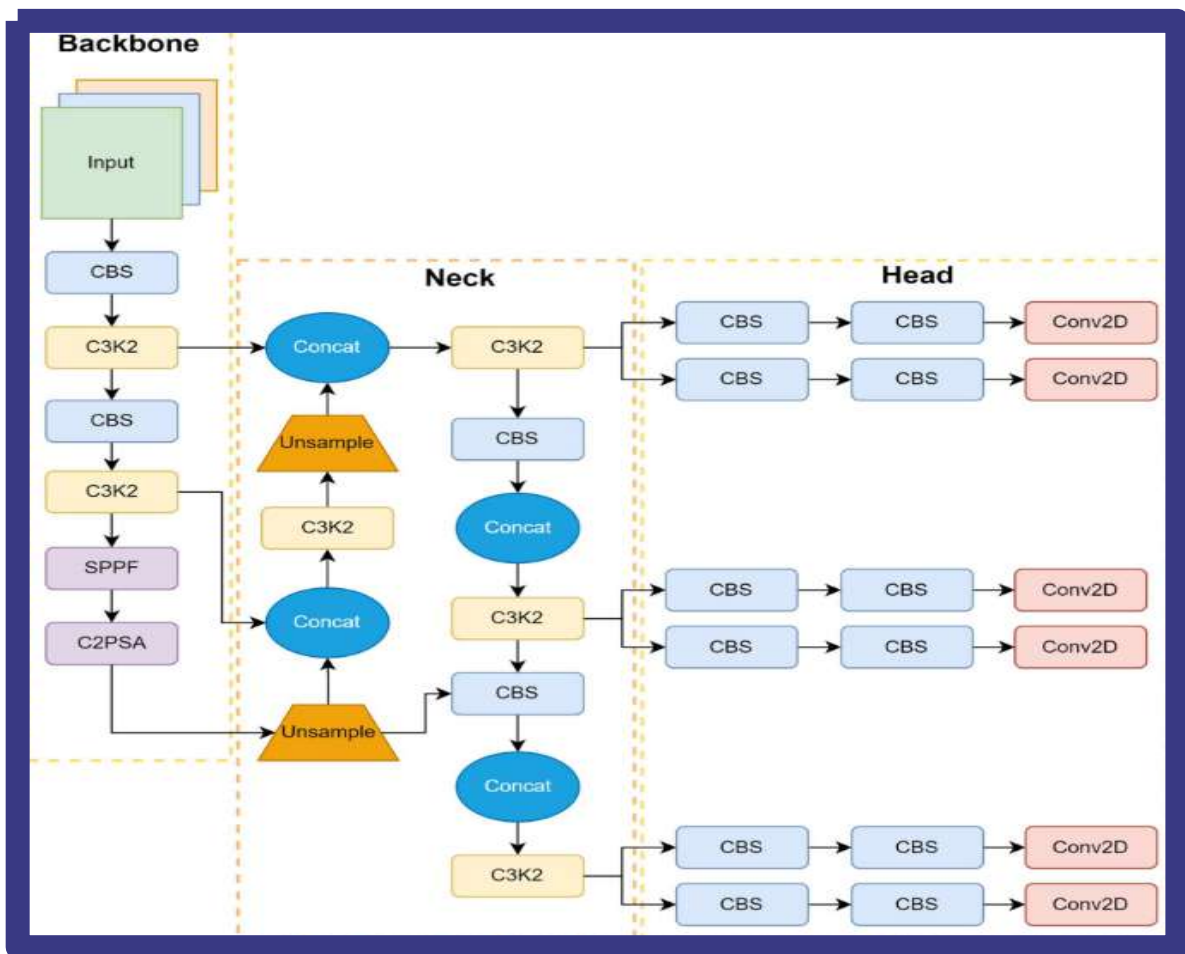 Backbone
Input
CBS
C3K2
CBS
C3K2
SPPF
C2PSA
Neck
Concat
Unsample
C3K2
Concat
Unsample
C3K2
CBS
Concat
C3K2
CBS
Concat
C3K2
Head
CBS CBS Conv2D
CBS CBS Conv2D
CBS CBS Conv2D
CBS CBS Conv2D
CBS CBS Conv2D
CBS CBS Conv2D